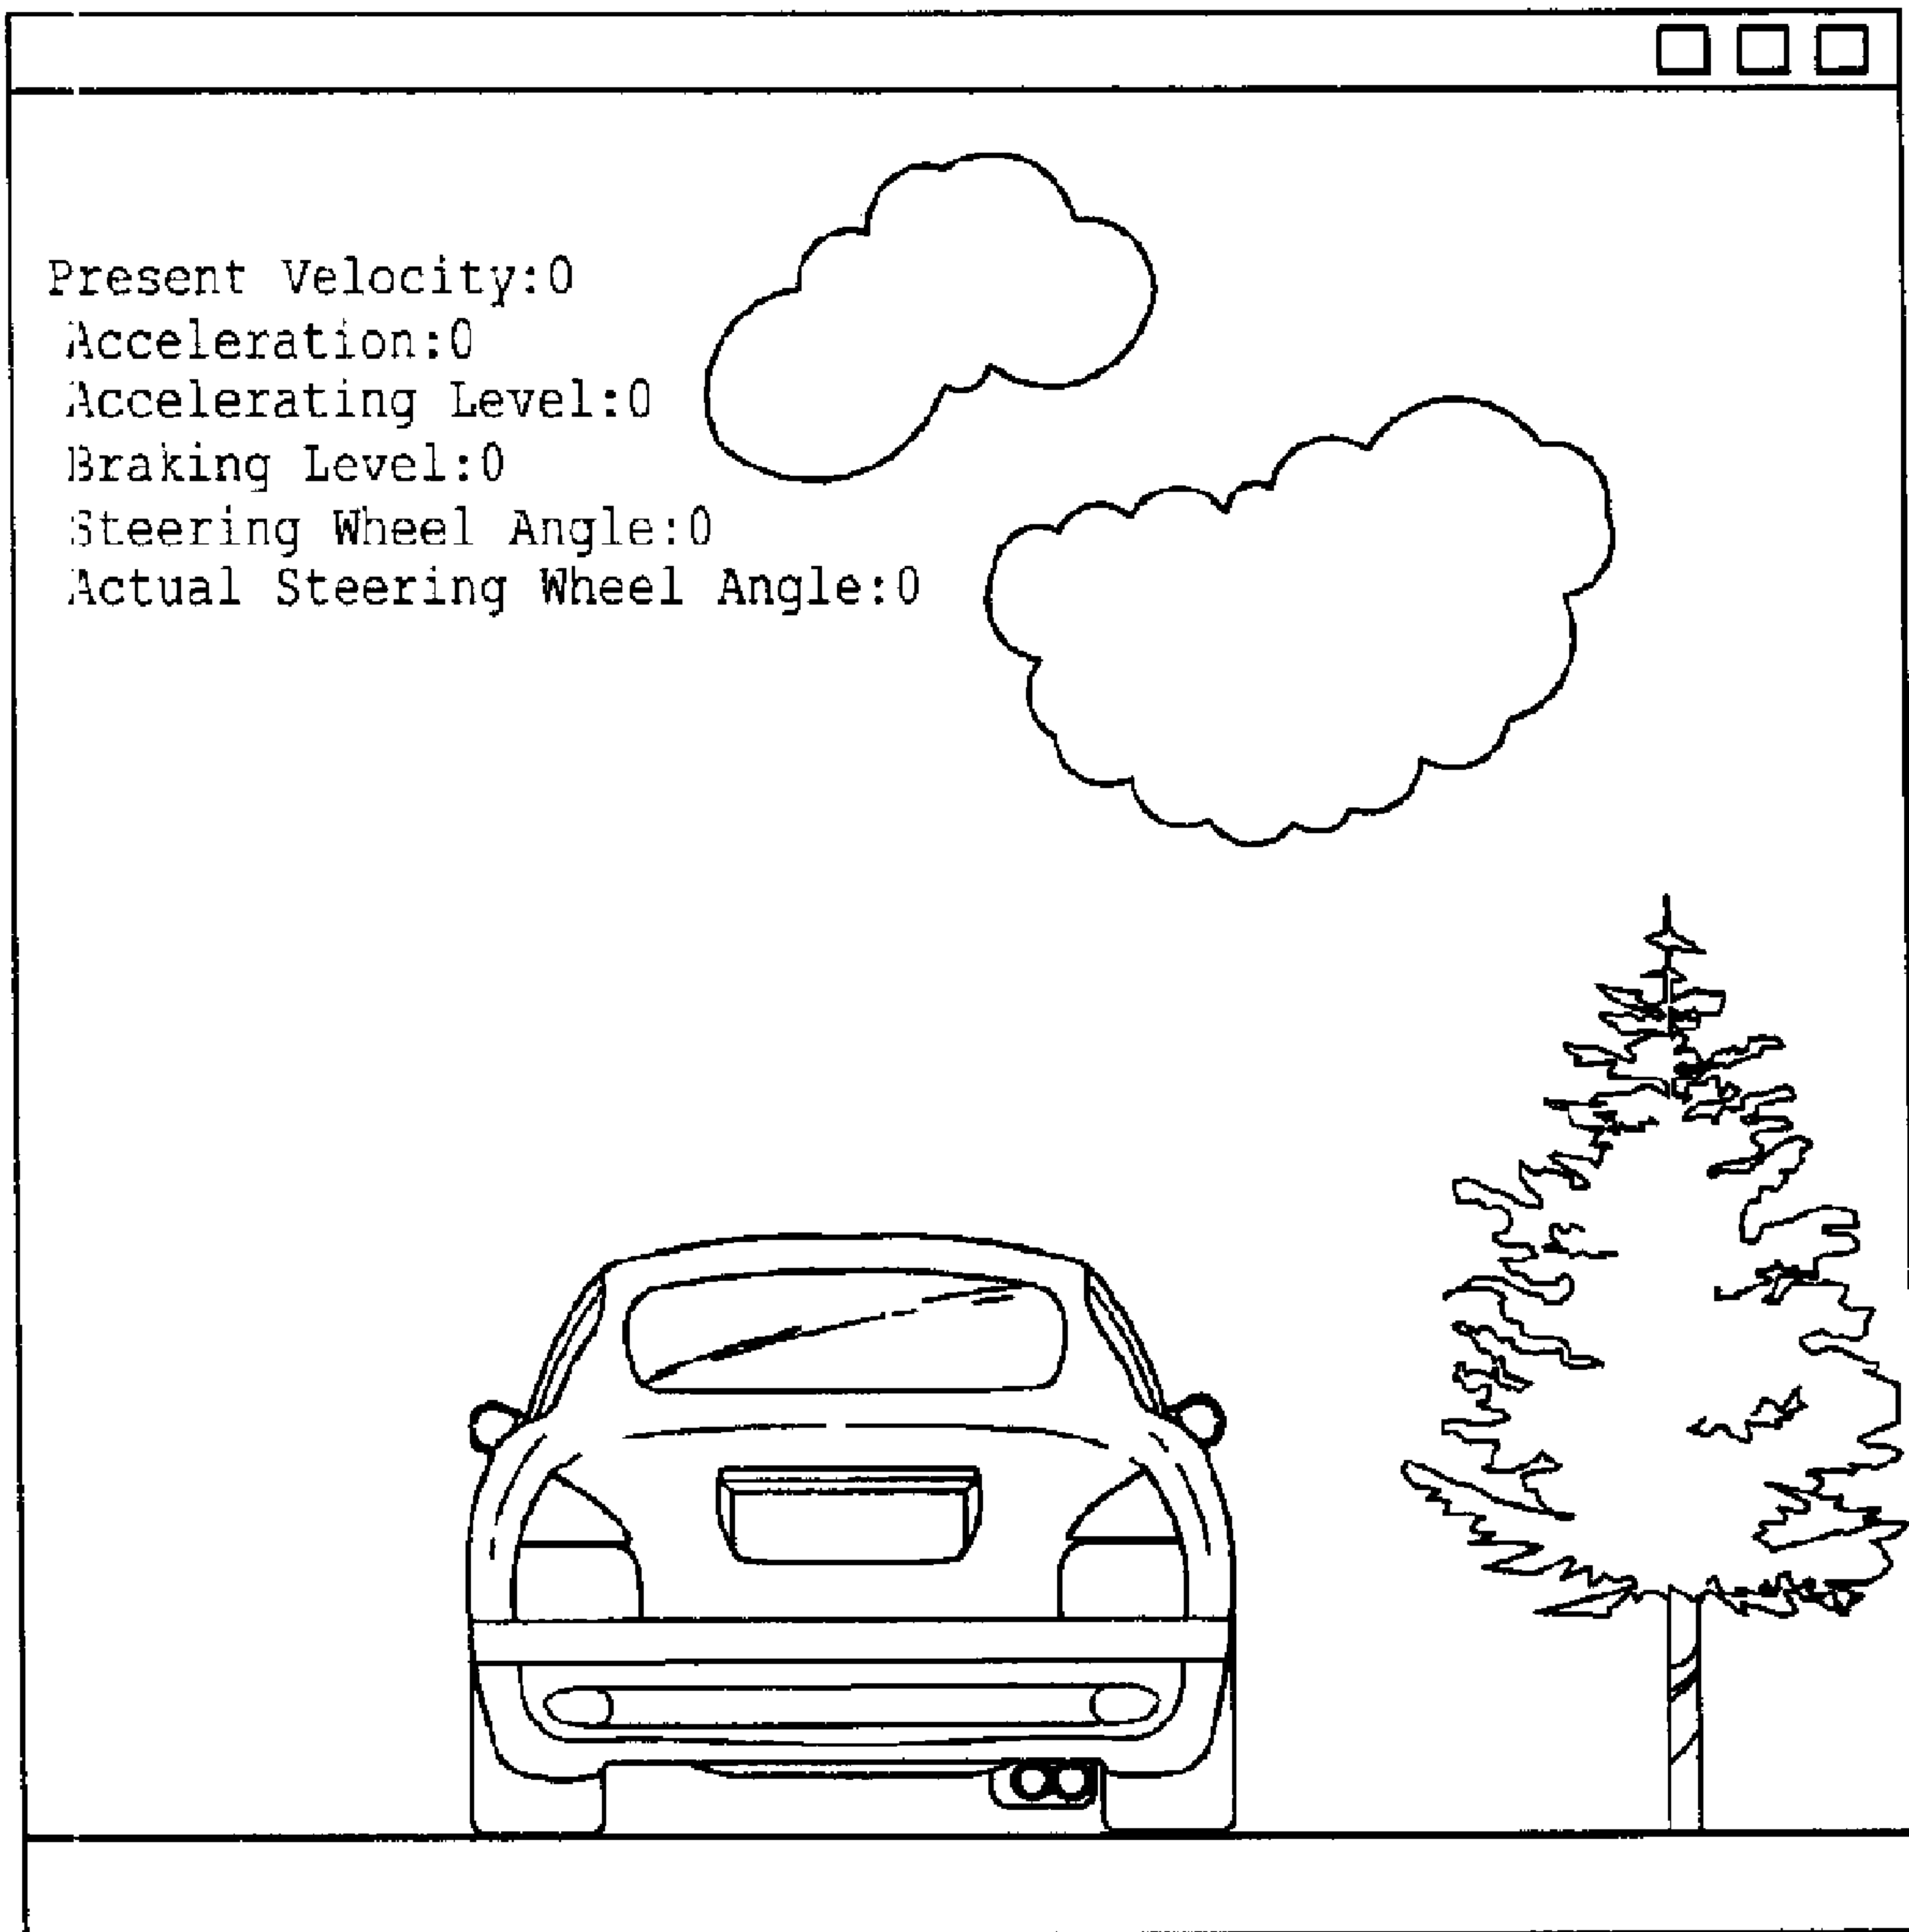 Present Velocity:0
Acceleration:0
Accelerating Level:0
Braking Level:0
Steering Wheel Angle:0
Actual Steering Wheel Angle:0